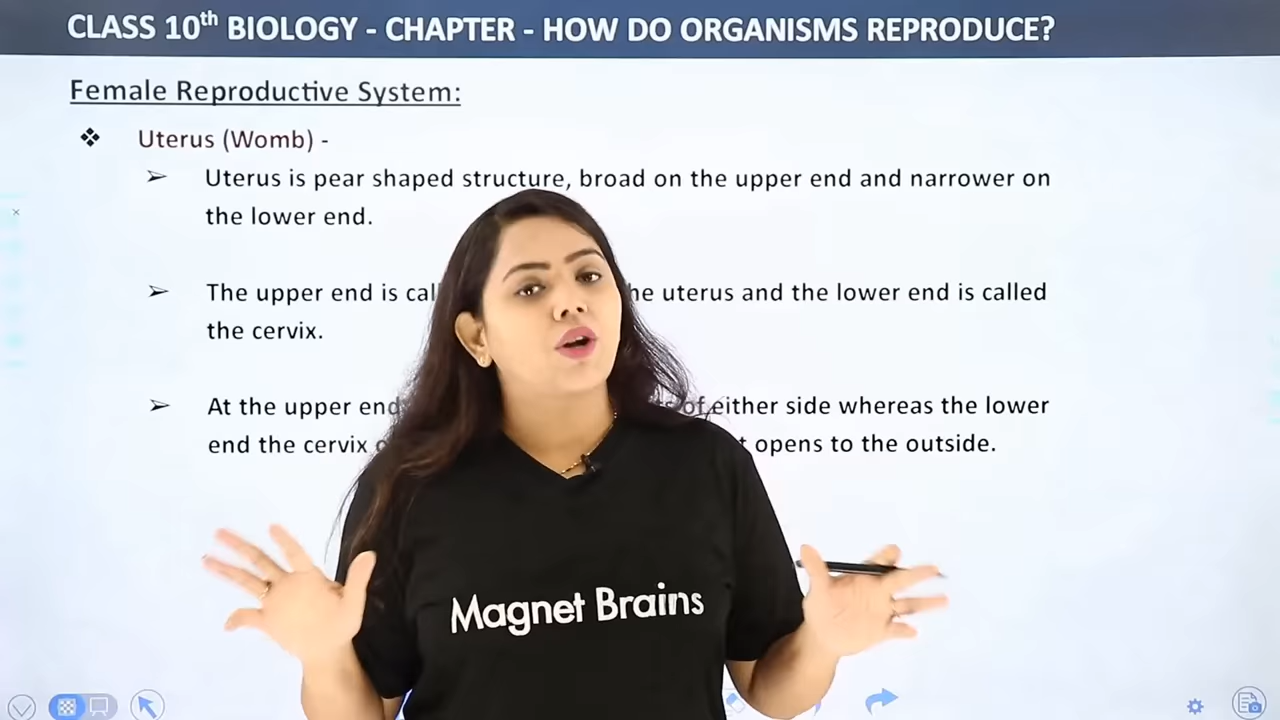 CLASS 10th BIOLOGY - CHAPTER - HOW DO ORGANISMS REPRODUCE?
Female Reproductive System:
❖ Uterus (Womb) -
➢ Uterus is pear shaped structure, broad on the upper end and narrower on
the lower end.
➢ The upper end is uterus and the lower end is called
the cervix.
➢ At the upper of either side whereas the lower
end the cervix opens to the outside.
Magnet Brains